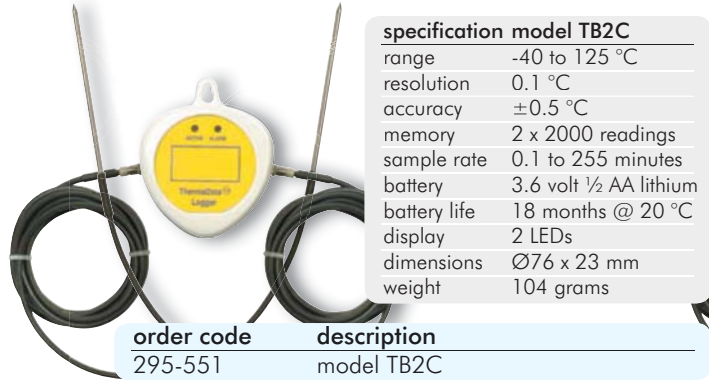 specification model TB2C
range -40 to 125 °C
resolution 0.1 °C
accuracy ±0.5 °C
memory 2 x 2000 readings
sample rate 0.1 to 255 minutes
battery 3.6 volt ½ AA lithium
battery life 18 months @ 20 °C
display 2 LEDs
dimensions Ø76 x 23 mm
weight 104 grams
ThermaData
Logger
order code description
295-551 model TB2C